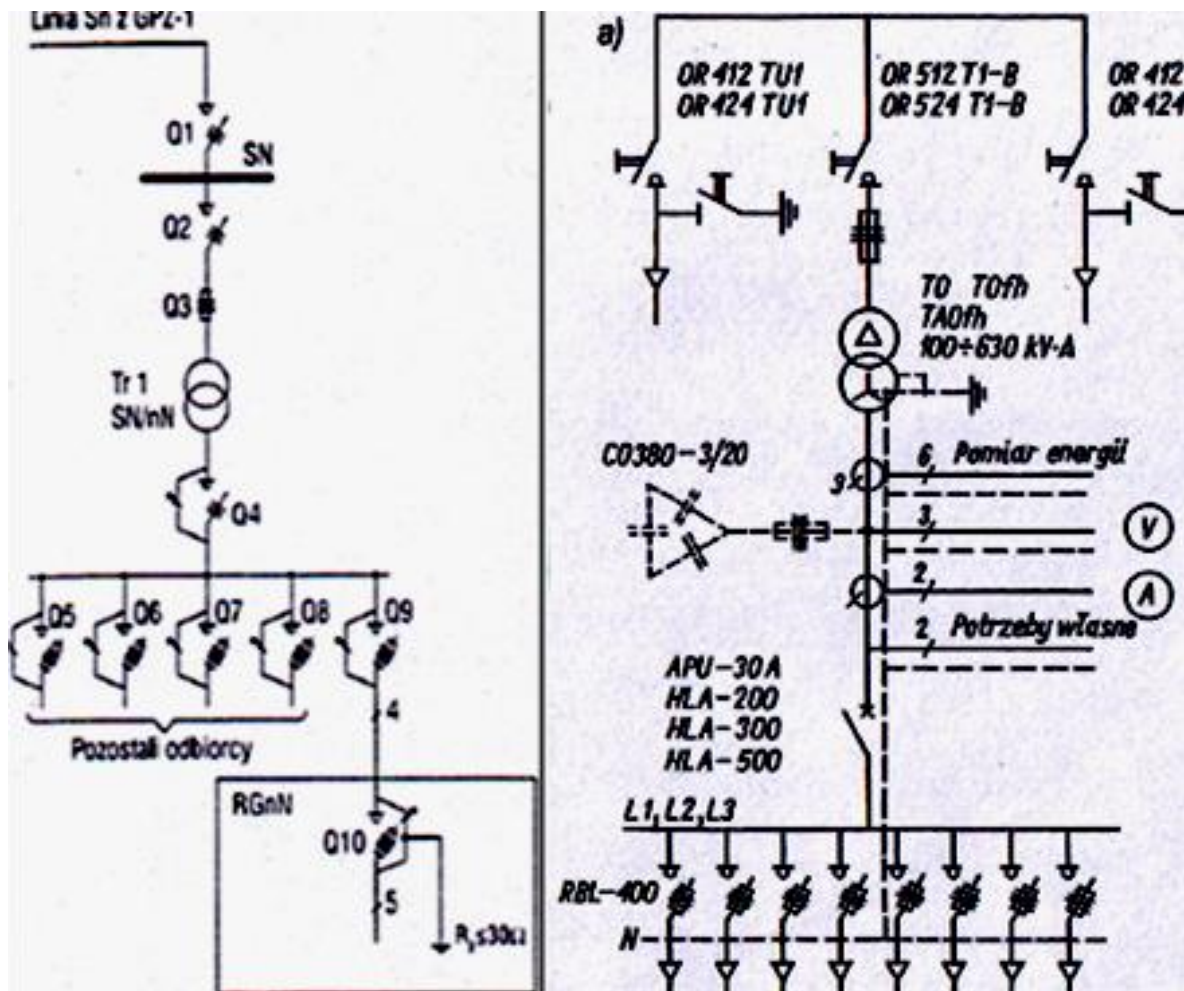 Linia Sn z GPZ-1
Q1
SN
Q2
Q3
Tr 1
SN/nN
Q4
Q5
Q6
Q7
Q8
Q9
4
Pozostali odbiorcy
RGnN
Q10
5
R≤30Ω
a)
OR 412 TU1
OR 424 TU1
OR 512 T1-B
OR 524 T1-B
OR 412
OR 424
TO TOfh
TAOfh
100÷630 kV·A
CO380-3/20
3
6 Pomiar energii
3
V
2
A
2 Potrzeby własne
APU-30A
HLA-200
HLA-300
HLA-500
L1, L2, L3
RBL-400
N